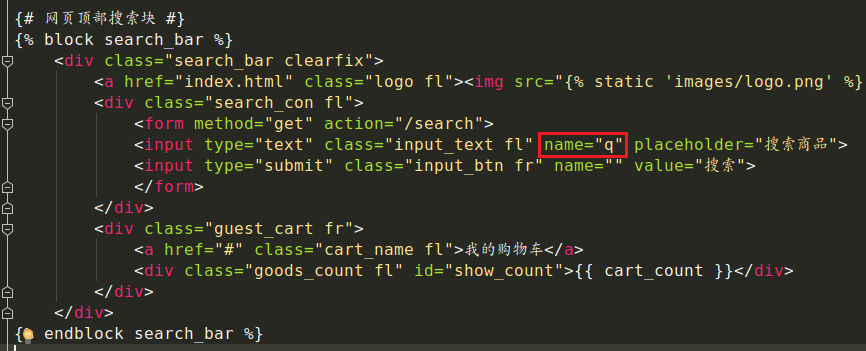 {# 网页顶部搜索块 #}
{% block search_bar %}
<div class="search_bar clearfix">
<a href="index.html" class="logo fl"><img src="{% static 'images/logo.png' %}
<div class="search_con fl">
<form method="get" action="/search">
<input type="text" class="input_text fl" name="q" placeholder="搜索商品">
<input type="submit" class="input_btn fr" name="" value="搜索">
</form>
</div>
<div class="guest_cart fr">
<a href="#" class="cart_name fl">我的购物车</a>
<div class="goods_count fl" id="show_count">{{ cart_count }}</div>
</div>
</div>
{% endblock search_bar %}